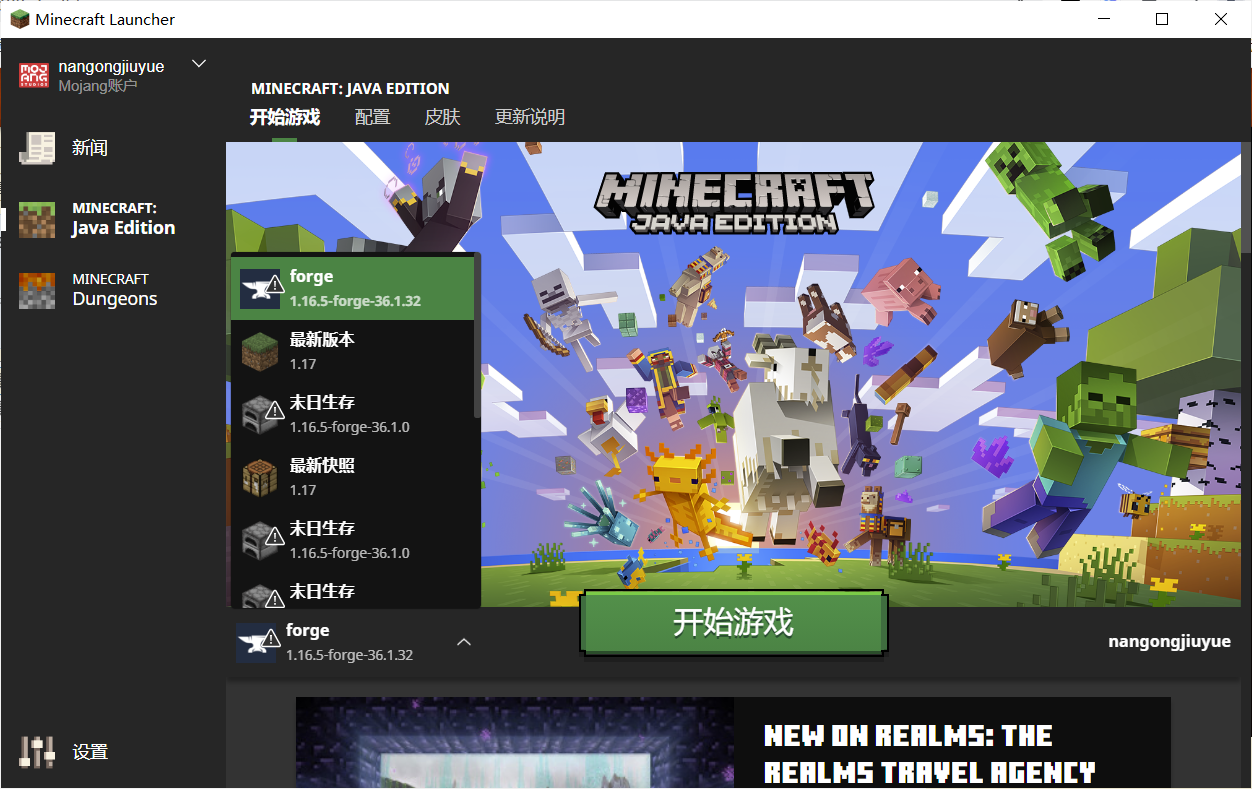 Minecraft Launcher
MOJANG
STUDIOS
nangongjiuyue
Mojang账户
新闻
MINECRAFT:
Java Edition
MINECRAFT
Dungeons
设置
MINECRAFT: JAVA EDITION
开始游戏 配置 皮肤 更新说明
MINECRAFT
JAVA EDITION
forge
1.16.5-forge-36.1.32
最新版本
1.17
末日生存
1.16.5-forge-36.1.0
最新快照
1.17
末日生存
1.16.5-forge-36.1.0
末日生存
forge
1.16.5-forge-36.1.32
开始游戏
nangongjiuyue
NEW ON REALMS: THE
REALMS TRAVEL AGENCY